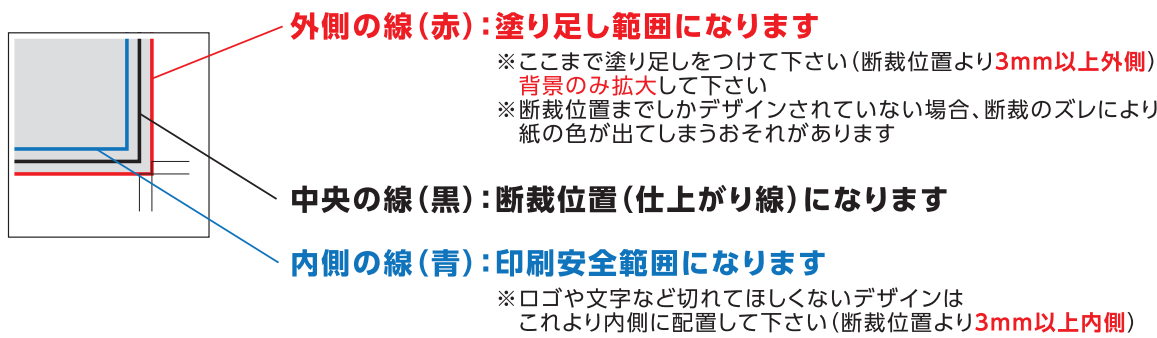 外側の線（赤）：塗り足し範囲になります
※ここまで塗り足しをつけて下さい（断裁位置より3mm以上外側）
背景のみ拡大して下さい
※断裁位置までしかデザインされていない場合、断裁のズレにより
紙の色が出てしまうおそれがあります
中央の線（黒）：断裁位置（仕上がり線）になります
内側の線（青）：印刷安全範囲になります
※ロゴや文字など切れてほしくないデザインは
これより内側に配置して下さい（断裁位置より3mm以上内側）